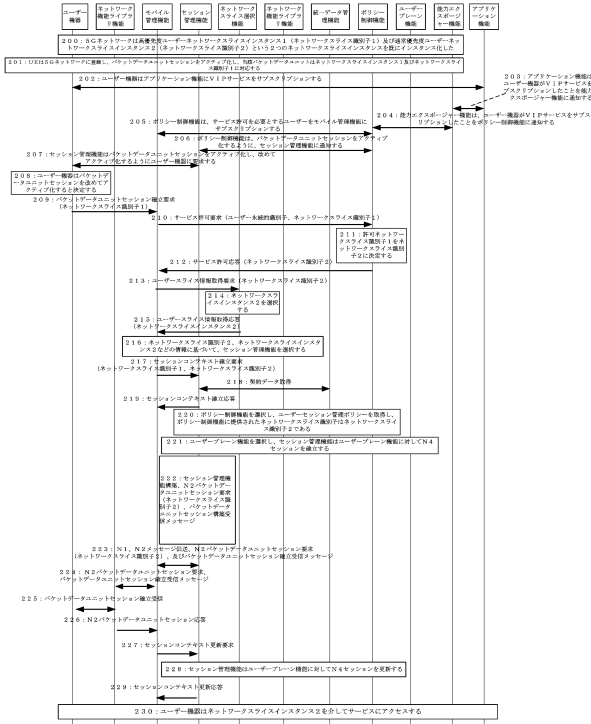 ユーザー
機器
ネットワーク
機能ライブラ
リ機能
モバイル
管理機能
セッション
管理機能
ネットワーク
スライス選択
機能
ネットワーク
機能ライブラ
リ機能
統一データ管
理機能
ポリシー
制御機能
ユーザー
プレーン
機能
能力エク
スポージ
ャー機能
アプリケ
ーション
機能
200：5Gネットワークは高優先度ユーザーネットワークスライスインスタンス1（ネットワークスライス識別子1）及び通常優先度ユーザーネッ
トワークスライスインスタンス2（ネットワークスライス識別子2）という2つのネットワークスライスインスタンスを既にインスタンス化した
201：UEは5Gネットワークに登録し、パケットデータユニットセッションをアクティブ化し、当該パケットデータユニットはネットワークスライスインスタンス1及びネットワークスライ
ス識別子1に対応する
202：ユーザー機器はアプリケーション機能にVIPサービスをサブスクリプションする
203：アプリケーション機能は
ユーザー機器がVIPサービスをサ
ブスクリプションしたことを能力
エクスポージャー機能に通知する
204：能力エクスポージャー機能は、ユーザー機器がVIPサービスをサブス
クリプションしたことをポリシー制御機能に通知する
205：ポリシー制御機能は、サービス許可を必要とするユーザーをモバイル管理機能に
サブスクリプションする
206：ポリシー制御機能は、パケットデータユニットセッションをアクティブ
化するように、セッション管理機能に通知する
207：セッション管理機能はパケットデータユニットセッションをアクティブ化し、改めて
アクティブ化するようにユーザー機器に要求する
208：ユーザー機器はパケットデ
ータユニットセッションを改めてア
クティブ化すると決定する
209：パケットデータユニットセッション確立要求
（ネットワークスライス識別子1）
210：サービス許可要求（ユーザー永続的識別子、ネットワークスライス識別子1）
211：許可ネットワー
クスライス識別子1をネ
ットワークスライス識別
子2に決定する
212：サービス許可応答（ネットワークスライス識別子2）
213：ユーザースライス情報取得要求（ネットワークスライス識別子2）
214：ネットワークスラ
イスインスタンス2を選択
する
215：ユーザースライス情報取得応答
（ネットワークスライスインスタンス2）
216：ネットワークスライス識別子2、ネットワークスライスインスタ
ンス2などの情報に基づいて、セッション管理機能を選択する
217：セッションコンテキスト確立要求
（ネットワークスライス識別子1、ネットワークスライス識別子2）
218：契約データ取得
219：セッションコンテキスト確立応答
220：ポリシー制御機能を選択し、ユーザーセッション管理ポリシーを取得し、
ポリシー制御機能に提供されたネットワークスライス識別子はネットワークスライ
ス識別子2である
221：ユーザープレーン機能を選択し、セッション管理機能はユーザープレーン機能に対してN4
セッションを確立する
222：セッション管理機
能構築、N2パケットデー
タユニットセッション要求
（ネットワークスライス識
別子2）、パケットデータ
ユニットセッション構築受
信メッセージ
223：N1、N2メッセージ伝送、N2パケットデータユニットセッション要求
（ネットワークスライス識別子2）、及びパケットデータユニットセッション確立受信メッセージ
224：N2パケットデータユニットセッション要求、
パケットデータユニットセッション確立受信メッセージ
225：パケットデータユニットセッション確立受信
226：N2パケットデータユニットセッション応答
227：セッションコンテキスト更新要求
228：セッション管理機能はユーザープレーン機能に対してN4セッションを更新する
229：セッションコンテキスト更新応答
230：ユーザー機器はネットワークスライスインスタンス2を介してサービスにアクセスする